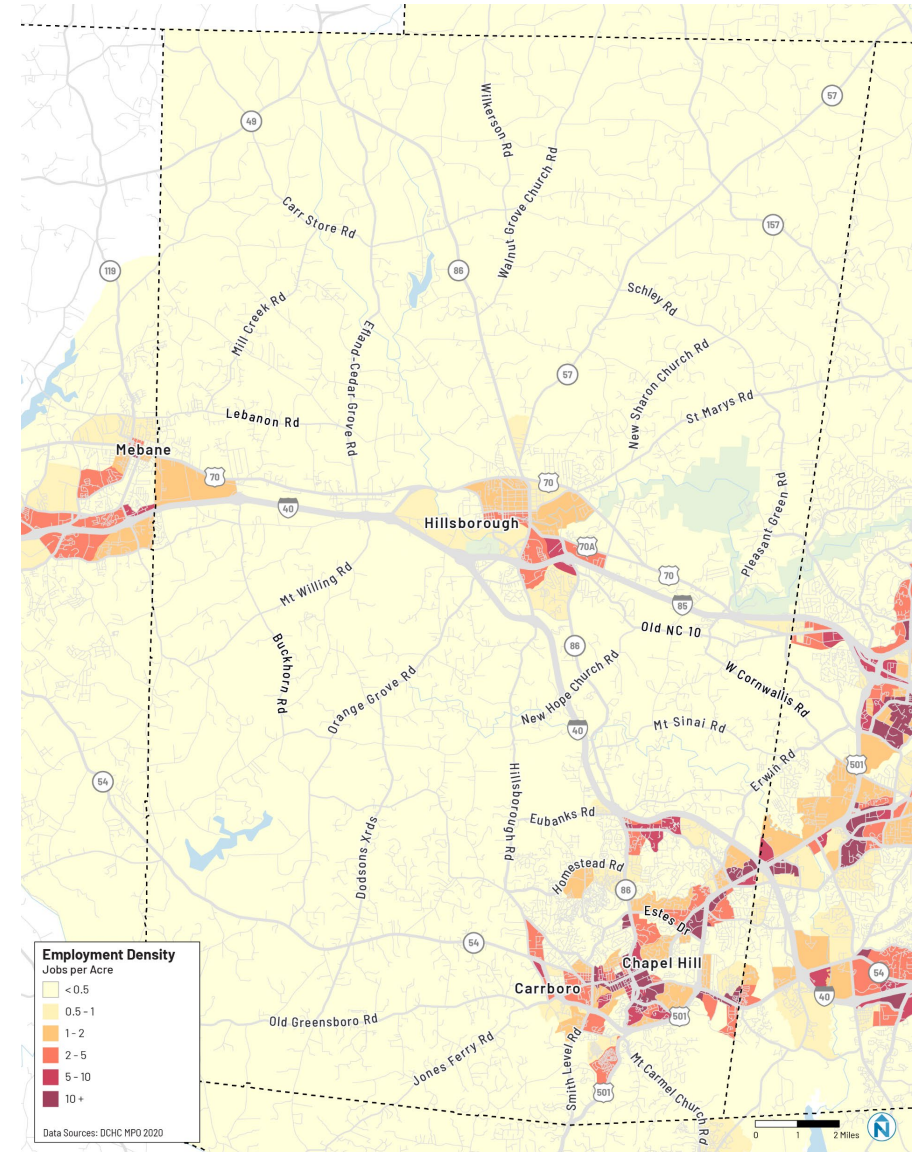 57
49
Wilkerson Rd
Walnut Grove Church Rd
Carr Store Rd
157
119
86
Schley Rd
Mill Creek Rd
Efland-Cedar Grove Rd
57
New Sharon Church Rd
St Marys Rd
Lebanon Rd
Mebane
70
40
Hillsborough
70
70A
Pleasant Green Rd
70
85
Old NC 10
Mt Willing Rd
Buckhorn Rd
Orange Grove Rd
86
New Hope Church Rd
W Cornwallis Rd
40
Mt Sinai Rd
501
Erwin Rd
54
Hillsborough Rd
Eubanks Rd
Dodsons Xrds
Homestead Rd
86
Estes Dr
54
Chapel Hill
Carrboro
54
40
501
Old Greensboro Rd
Jones Ferry Rd
Smith Level Rd
501
Mt Carmel Church Rd
Employment Density
Jobs per Acre
< 0.5
0.5 - 1
1 - 2
2 - 5
5 - 10
10 +
Data Sources: DCHC MPO 2020
0 1 2 Miles
N